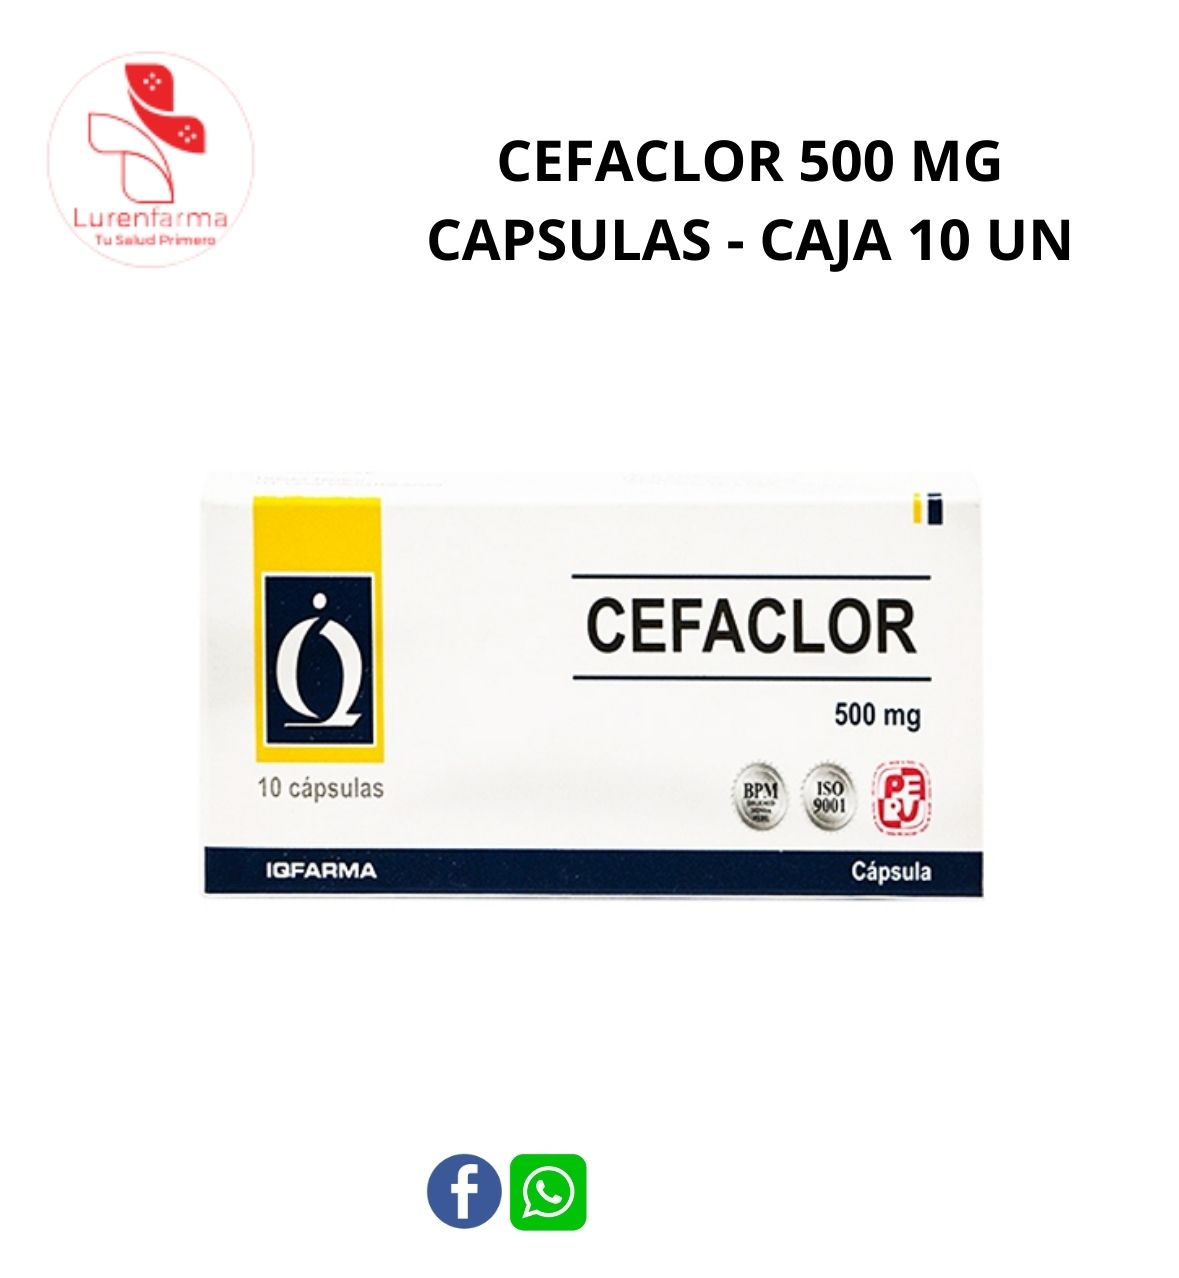 Lurenfarma
Tu Salud Primero
CEFACLOR 500 MG
CAPSULAS - CAJA 10 UN
CEFACLOR
500 mg
10 cápsulas
BPM
ISO
9001
PERU
IQFARMA
Cápsula